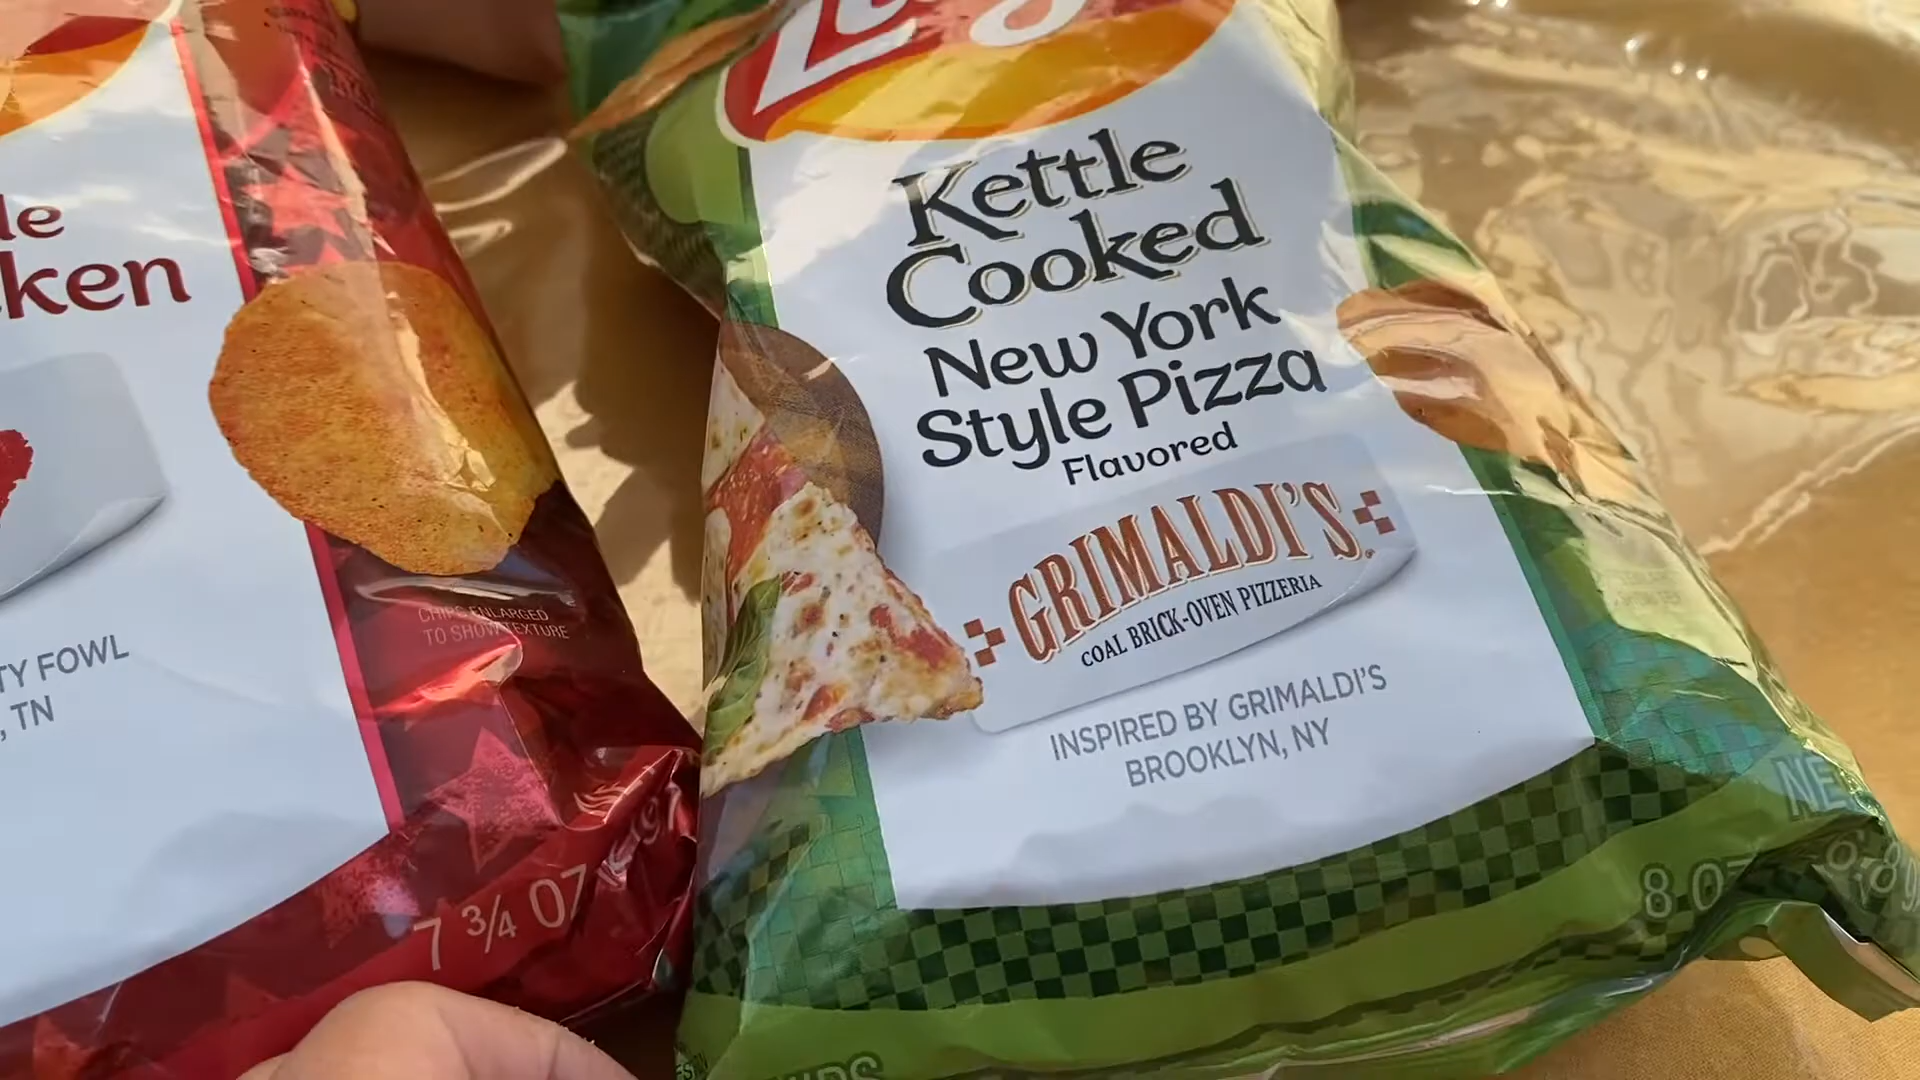 Lay's
Kettle
Cooked
New York
Style Pizza
Flavored
GRIMALDI'S
COAL BRICK-OVEN PIZZERIA
INSPIRED BY GRIMALDI'S
BROOKLYN, NY
8 OZ
le
ken
CHIPS ENLARGED
TO SHOW TEXTURE
TY FOWL
, TN
7 3/4 OZ